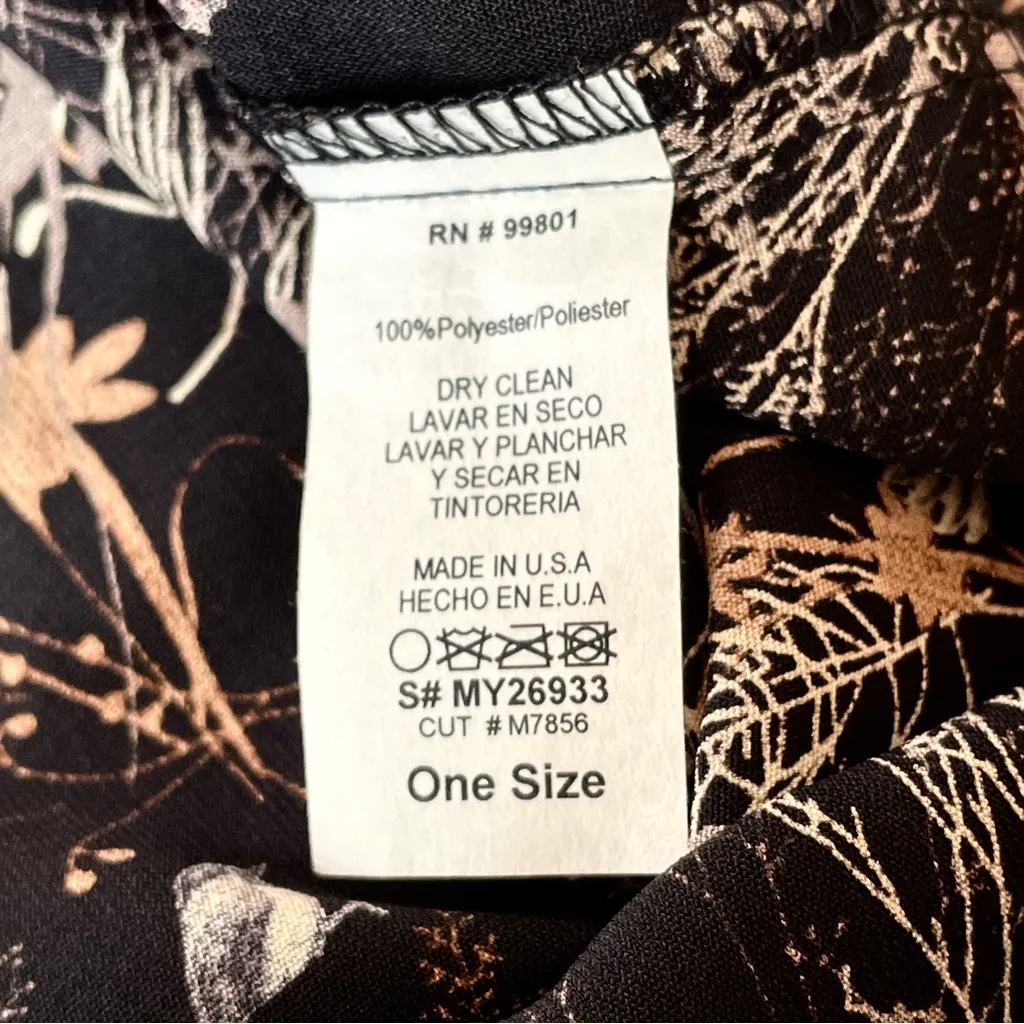 RN # 99801
100%Polyester/Poliester
DRY CLEAN
LAVAR EN SECO
LAVAR Y PLANCHAR
Y SECAR EN
TINTORERIA
MADE IN U.S.A
HECHO EN E.U.A
S# MY26933
CUT # M7856
One Size